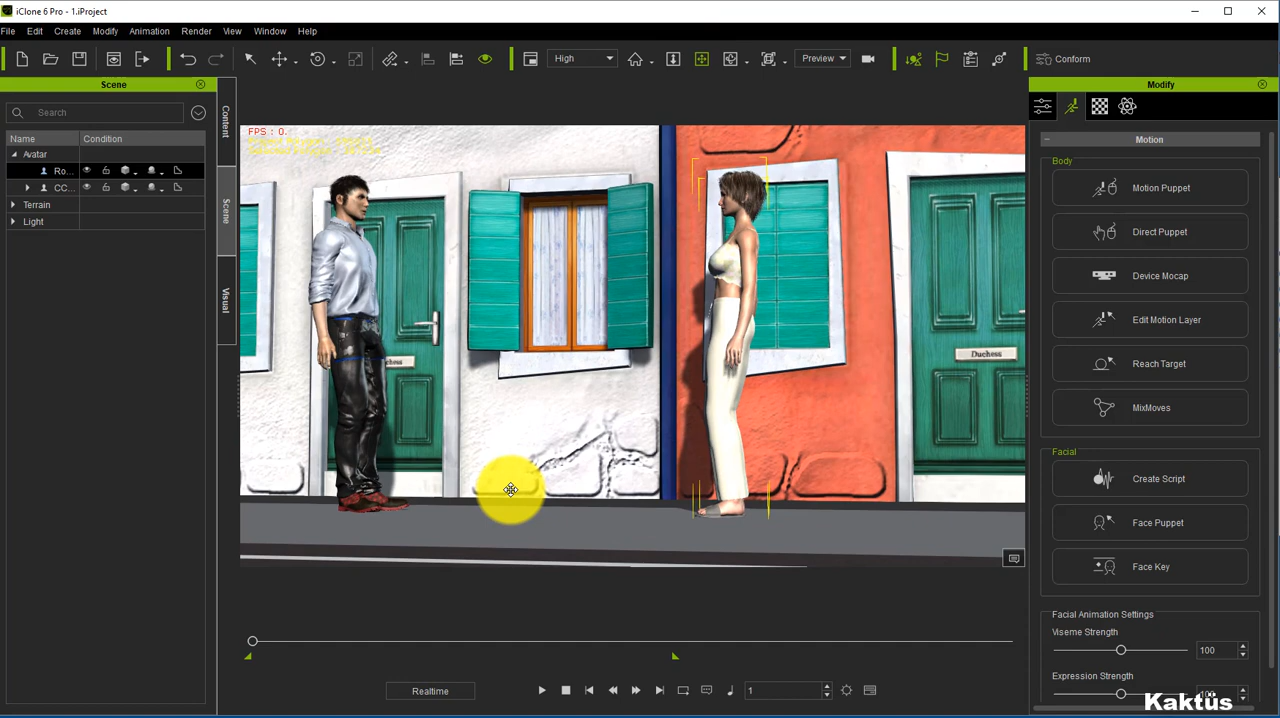 iClone 6 Pro - 1.iProject
File Edit Create Modify Animation Render View Window Help
High
Preview
Conform
Scene
Search
Name Condition
Avatar
Ro...
CC...
Terrain
Light
Content
Scene
Visual
FPS : 0.
Duchess
Modify
Motion
Body
Motion Puppet
Direct Puppet
Device Mocap
Edit Motion Layer
Reach Target
MixMoves
Facial
Create Script
Face Puppet
Face Key
Facial Animation Settings
Viseme Strength
100
Expression Strength
Realtime
1
Kaktüs